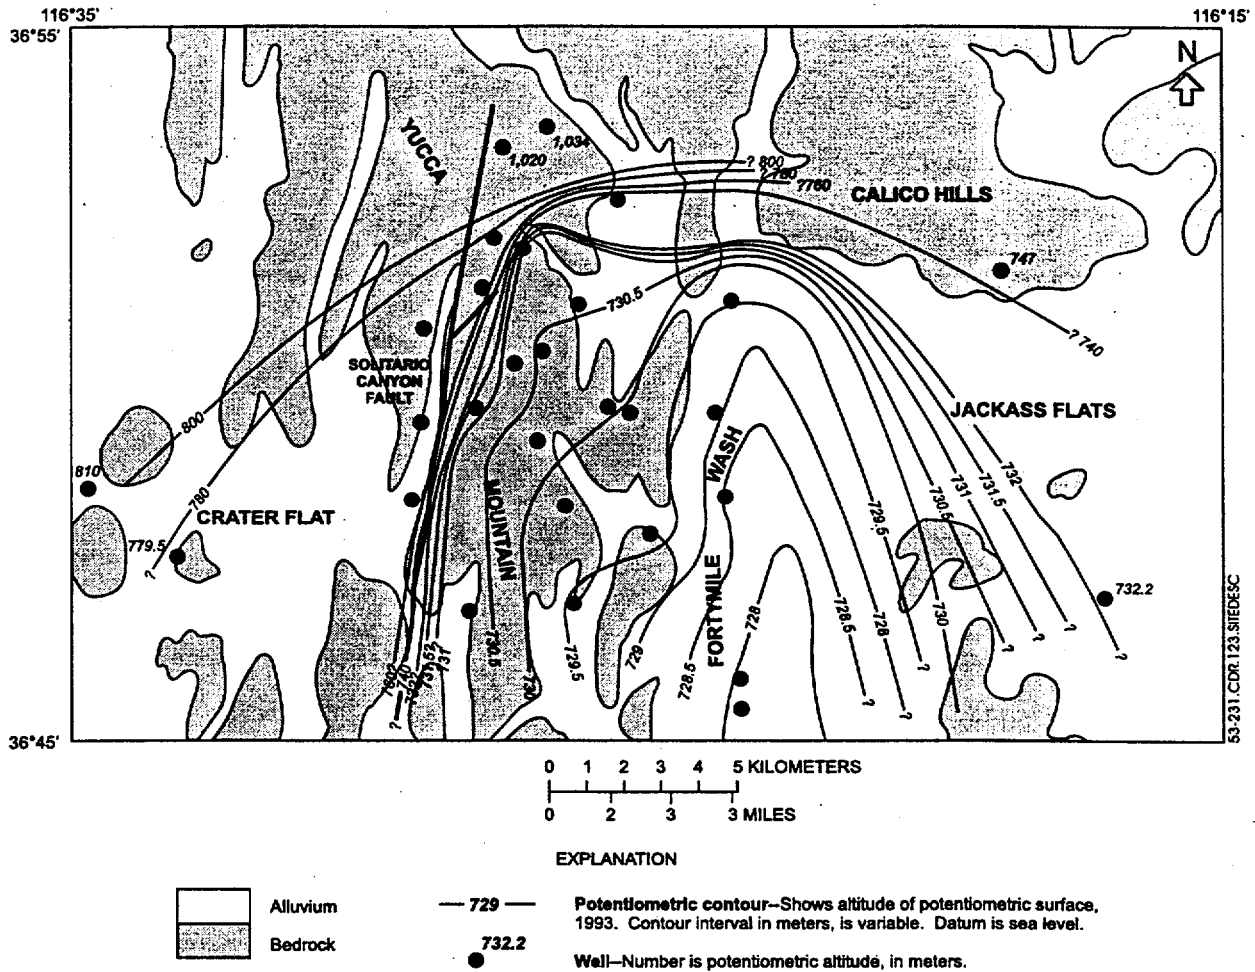 116°35'
116°15'
36°55'
N
YUCCA
1,034
1,020
? 800
? 780
?760
CALICO HILLS
747
730.5
? 740
SOLITARIO
CANYON
FAULT
800
JACKASS FLATS
810
WASH
732
731.5
731
730.5
780
CRATER FLAT
729.5
MOUNTAIN
779.5
?
732.2
FORTYMILE
728
728.5
728
730
?
?
?
?
731
740
730.5
730
729.5
729
728.5
?
?
?
36°45'
53-231.CDR.123.SITEDESC
0 1 2 3 4 5 KILOMETERS
0 2 3 3 MILES
EXPLANATION
Alluvium
Bedrock
729
Potentiometric contour--Shows altitude of potentiometric surface,
1993. Contour interval in meters, is variable. Datum is sea level.
732.2
Well--Number is potentiometric altitude, in meters.